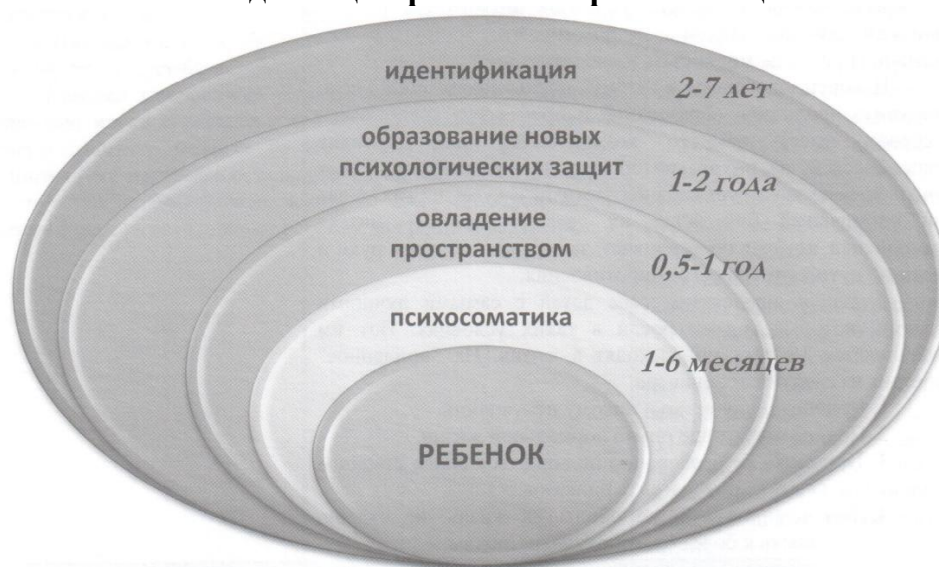 идентификация
2-7 лет
образование новых
психологических защит
1-2 года
овладение
пространством
0,5-1 год
психосоматика
1-6 месяцев
РЕБЕНОК